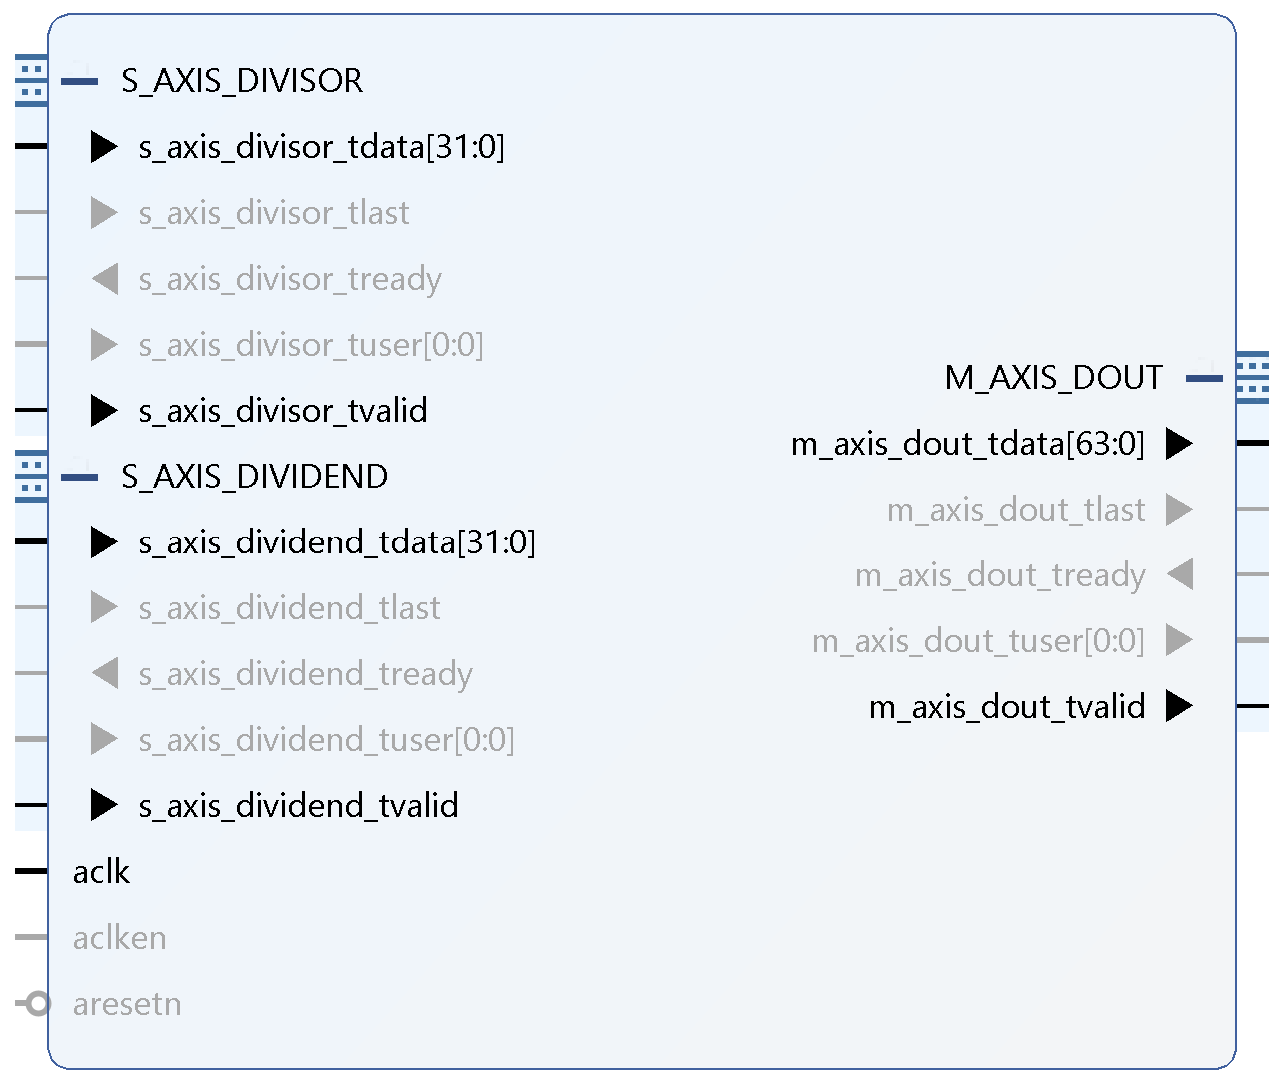 S_AXIS_DIVISOR
s_axis_divisor_tdata[31:0]
s_axis_divisor_tlast
s_axis_divisor_tready
s_axis_divisor_tuser[0:0]
s_axis_divisor_tvalid
S_AXIS_DIVIDEND
s_axis_dividend_tdata[31:0]
s_axis_dividend_tlast
s_axis_dividend_tready
s_axis_dividend_tuser[0:0]
s_axis_dividend_tvalid
aclk
aclken
aresetn
M_AXIS_DOUT
m_axis_dout_tdata[63:0]
m_axis_dout_tlast
m_axis_dout_tready
m_axis_dout_tuser[0:0]
m_axis_dout_tvalid